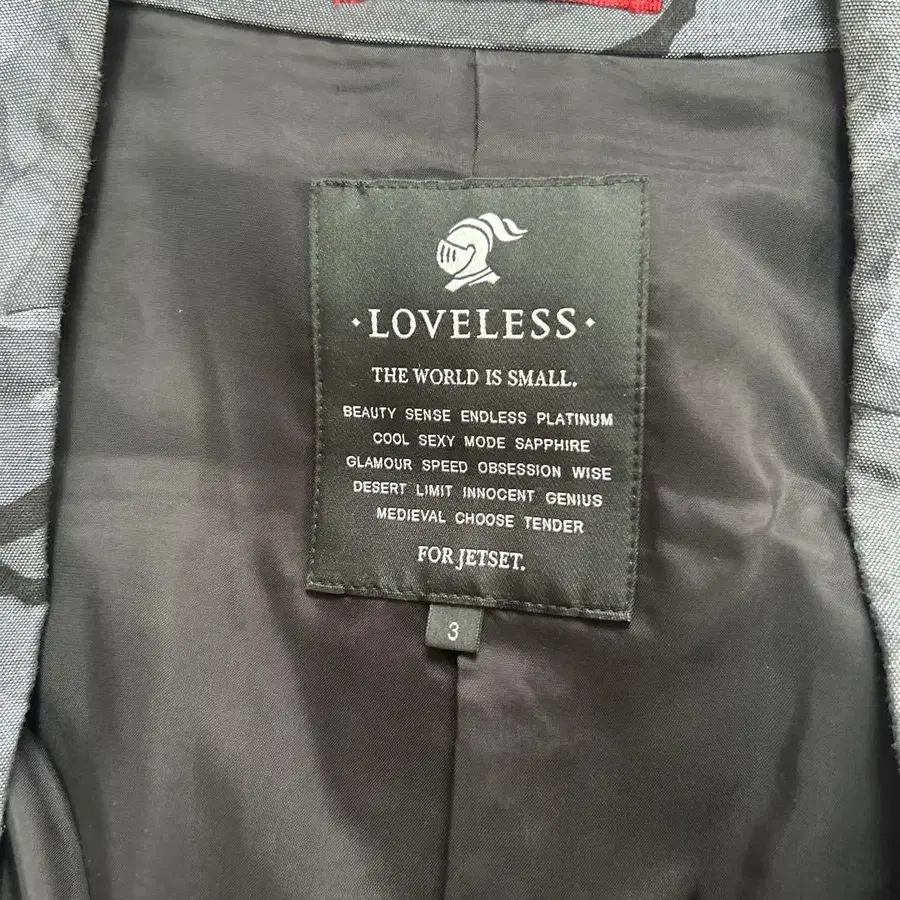 ·LOVELESS·
THE WORLD IS SMALL.
BEAUTY SENSE ENDLESS PLATINUM
COOL SEXY MODE SAPPHIRE
GLAMOUR SPEED OBSESSION WISE
DESERT LIMIT INNOCENT GENIUS
MEDIEVAL CHOOSE TENDER
FOR JETSET.
3